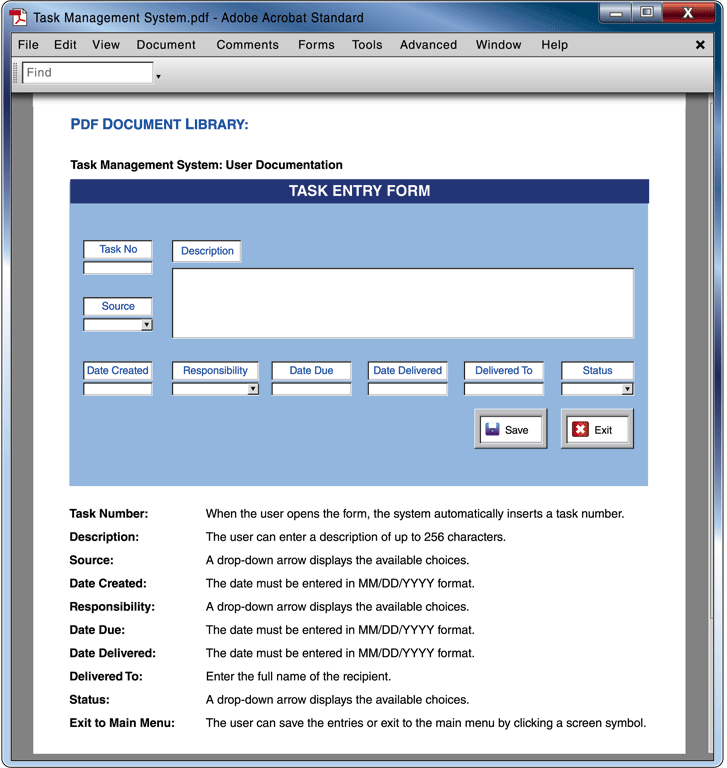 Task Management System.pdf - Adobe Acrobat Standard
File Edit View Document Comments Forms Tools Advanced Window Help
Find
PDF DOCUMENT LIBRARY:
Task Management System: User Documentation
TASK ENTRY FORM
Task No Description
Source
Date Created Responsibility Date Due Date Delivered Delivered To Status
Save Exit
Task Number: When the user opens the form, the system automatically inserts a task number.
Description: The user can enter a description of up to 256 characters.
Source: A drop-down arrow displays the available choices.
Date Created: The date must be entered in MM/DD/YYYY format.
Responsibility: A drop-down arrow displays the available choices.
Date Due: The date must be entered in MM/DD/YYYY format.
Date Delivered: The date must be entered in MM/DD/YYYY format.
Delivered To: Enter the full name of the recipient.
Status: A drop-down arrow displays the available choices.
Exit to Main Menu: The user can save the entries or exit to the main menu by clicking a screen symbol.